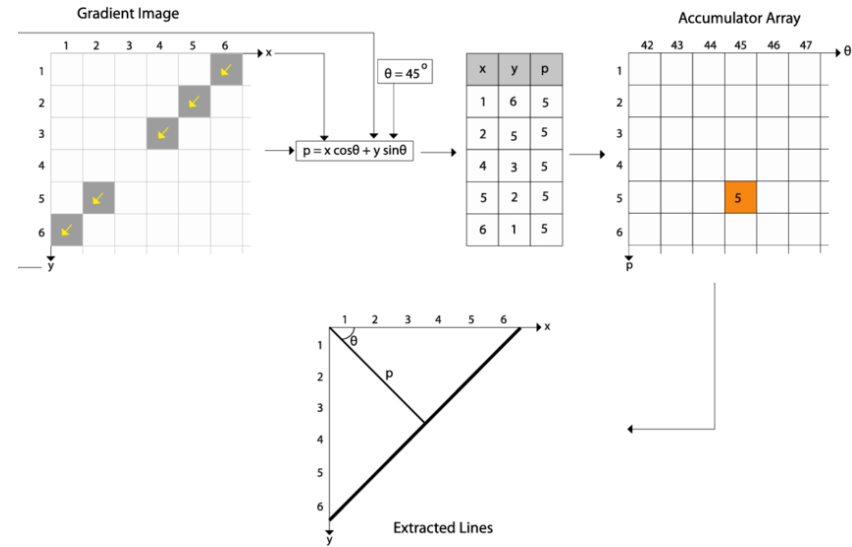 Gradient Image
1 2 3 4 5 6 x
1
2
3
4
5
6
y
θ = 45°
p = x cosθ + y sinθ
x y p
1 6 5
2 5 5
4 3 5
5 2 5
6 1 5
Accumulator Array
42 43 44 45 46 47 θ
1
2
3
4
5 5
6
p
1 2 3 4 5 6 x
θ
1
2
3
4
5
6
p
y
Extracted Lines